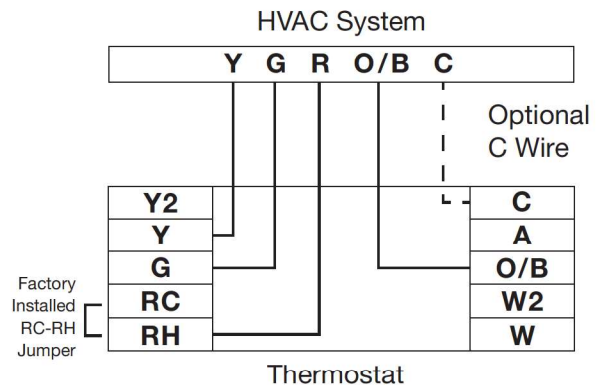 HVAC System
Y G R O/B C
Optional
C Wire
Y2
Y
G
RC
RH
C
A
O/B
W2
W
Factory
Installed
RC-RH
Jumper
Thermostat